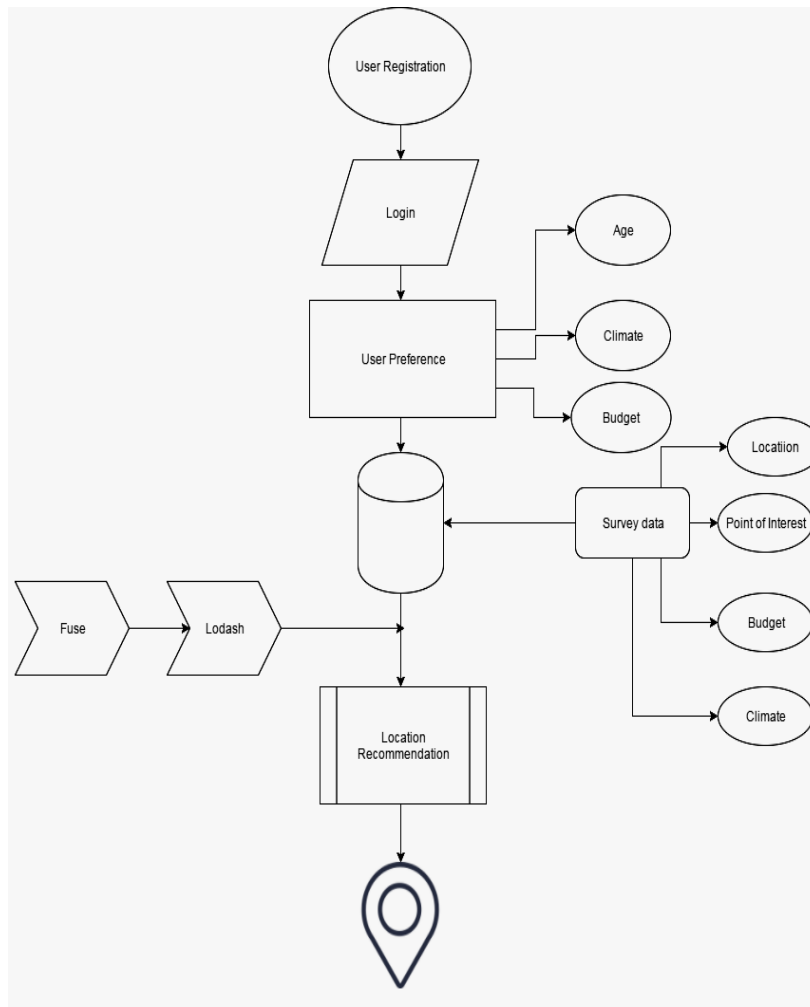 User Registration
Login
Age
User Preference
Climate
Budget
Locatiion
Survey data
Point of Interest
Fuse
Lodash
Budget
Climate
Location
Recommendation